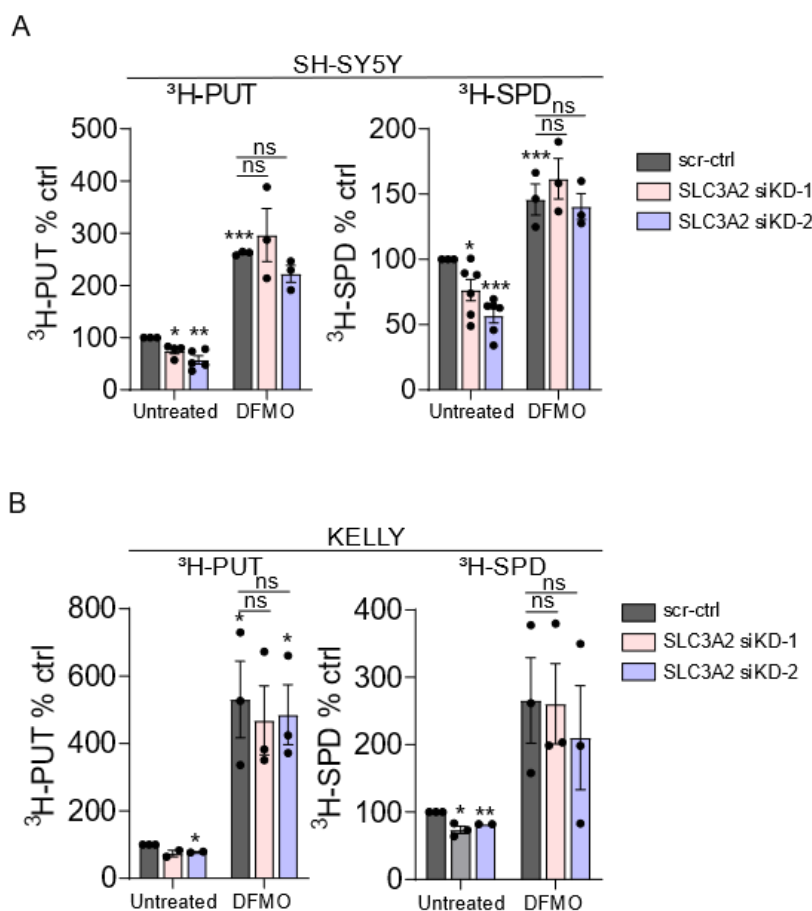 A
SH-SY5Y
³H-PUT
³H-SPD
ns
ns
ns
ns
500
400
300
200
100
0
³H-PUT % ctrl
***
* **
Untreated
DFMO
200
150
100
50
0
³H-SPD % ctrl
***
*
***
Untreated
DFMO
scr-ctrl
SLC3A2 siKD-1
SLC3A2 siKD-2
B
KELLY
³H-PUT
³H-SPD
ns
ns
ns
ns
800
600
400
200
0
³H-PUT % ctrl
*
*
*
Untreated
DFMO
400
300
200
100
0
³H-SPD % ctrl
* **
Untreated
DFMO
scr-ctrl
SLC3A2 siKD-1
SLC3A2 siKD-2